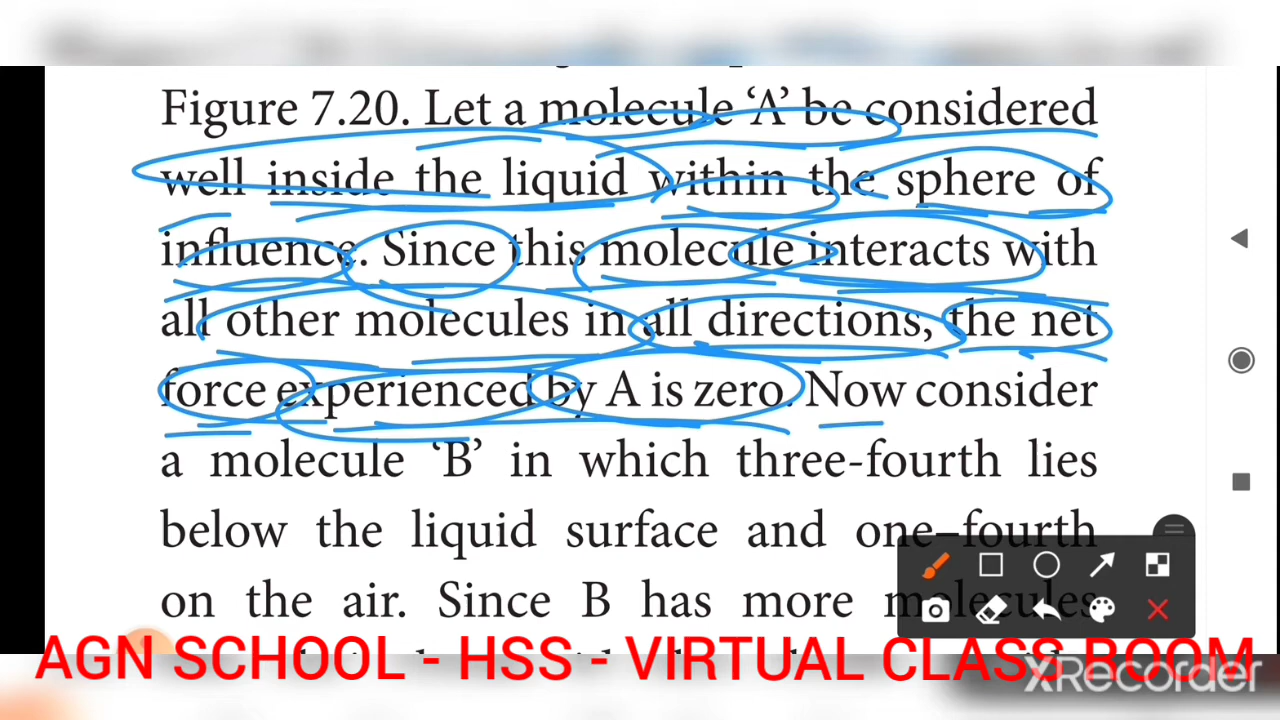 Figure 7.20. Let a molecule ‘A’ be considered
well inside the liquid within the sphere of
influence. Since this molecule interacts with
all other molecules in all directions, the net
force experienced by A is zero. Now consider
a molecule ‘B’ in which three-fourth lies
below the liquid surface and one–fourth
on the air. Since B has more molecules
AGN SCHOOL - HSS - VIRTUAL CLASS ROOM
XRecorder